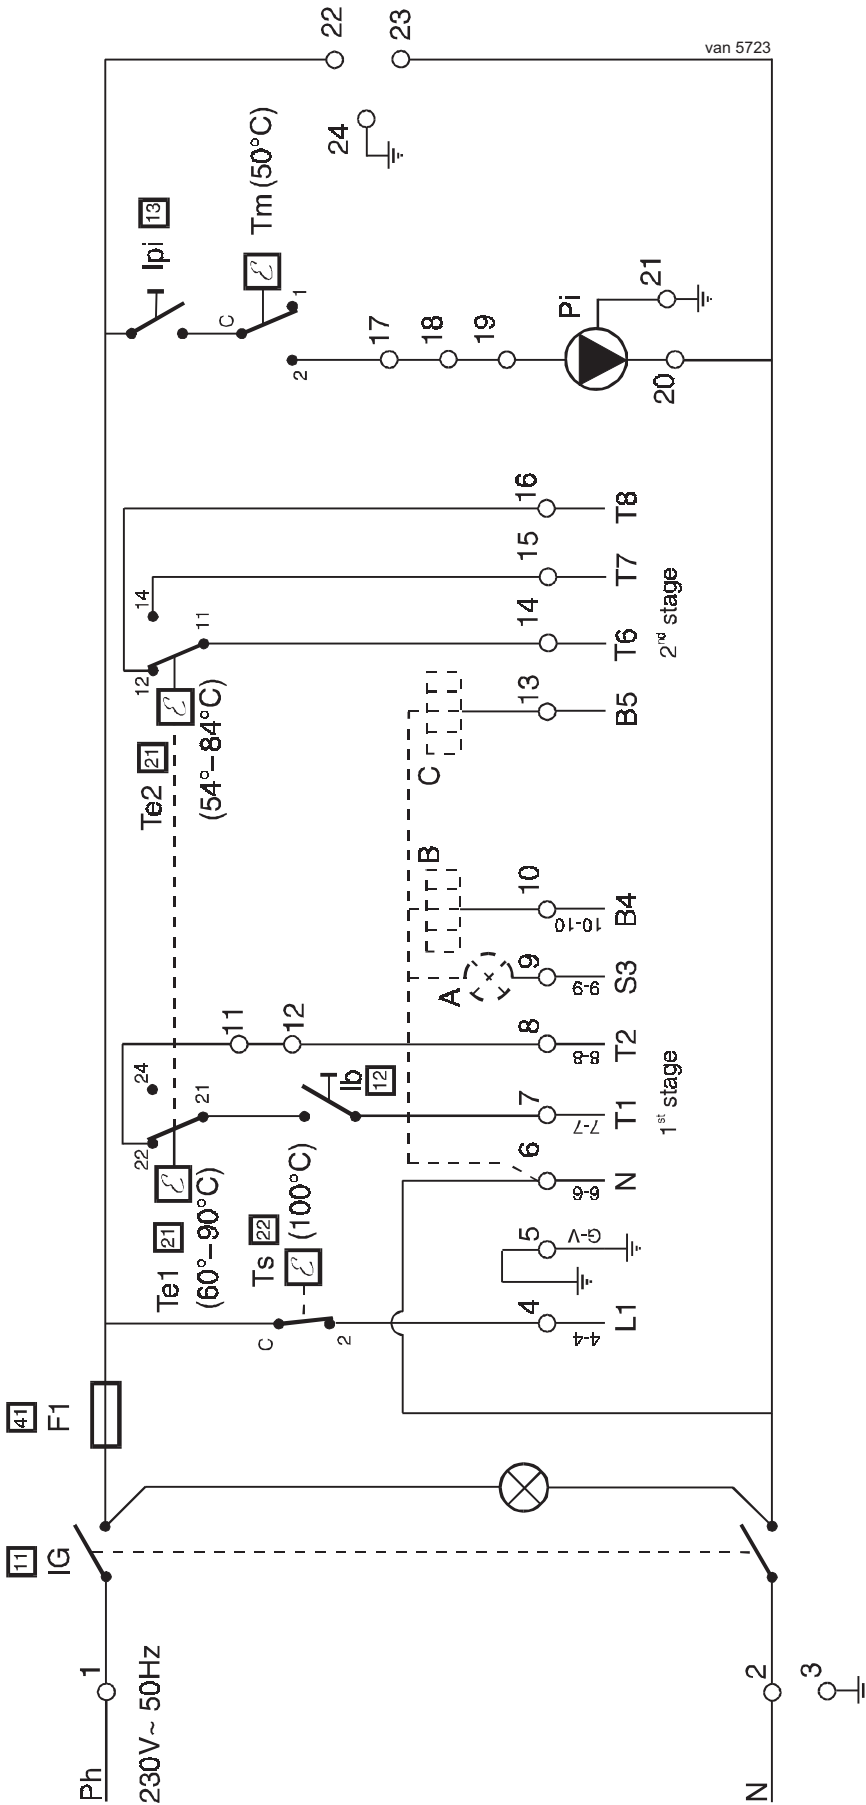 van 5723
22
23
24
Ipi
13
Tm (50°C)
C
1
2
17
18
19
Pi
21
20
12
14
11
16
15
14
13
T8
T7
T6
2nd stage
B5
Te2
21
(54°–84°C)
C
B
10
10-10
B4
A
9
9-9
S3
22
24
21
11
12
8
8-8
T2
Ib
12
7
7-7
T1
1st stage
6
6-6
N
Te1
21
(60°–90°C)
Ts
22
(100°C)
5
G-V
C
2
4
4-4
L1
41
F1
11
IG
Ph
1
230V~ 50Hz
N
2
3